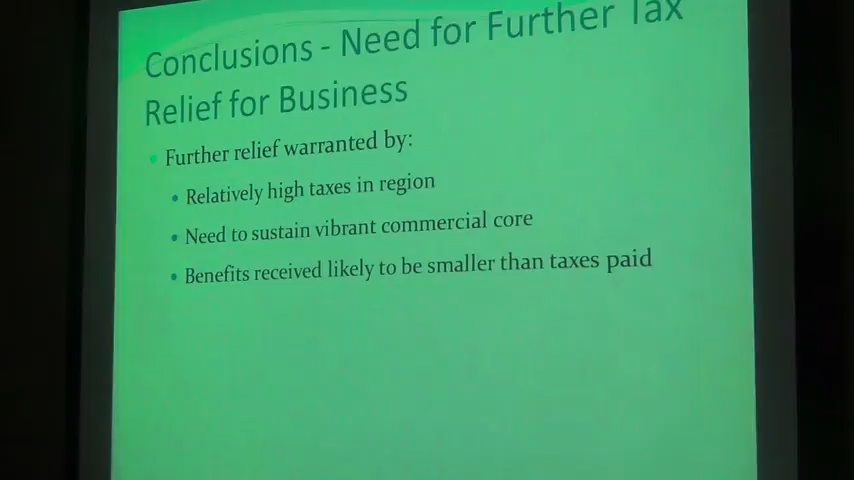 Conclusions - Need for Further Tax
Relief for Business
Further relief warranted by:
Relatively high taxes in region
Need to sustain vibrant commercial core
Benefits received likely to be smaller than taxes paid